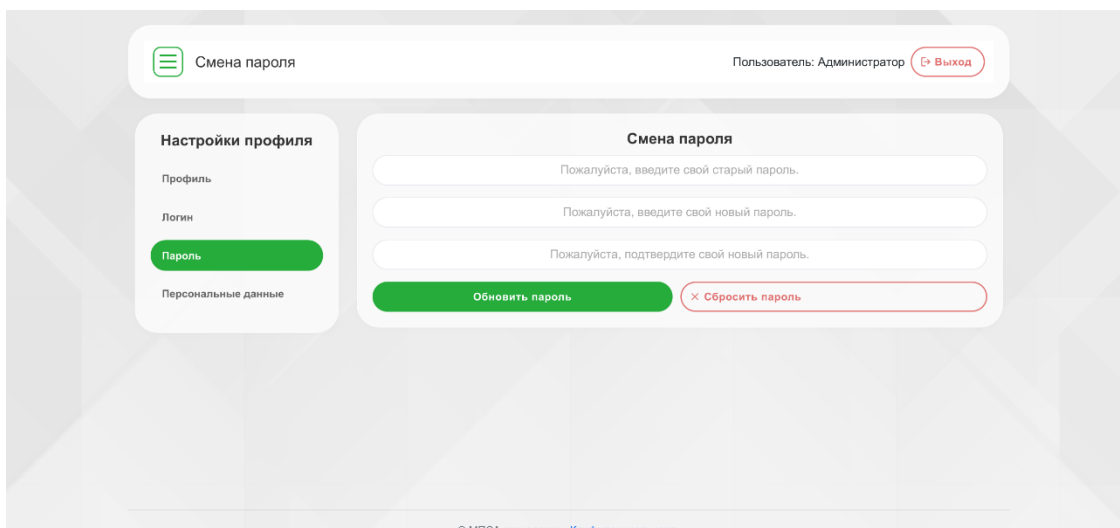 Смена пароля
Пользователь: Администратор
Выход
Настройки профиля
Профиль
Логин
Пароль
Персональные данные
Смена пароля
Пожалуйста, введите свой старый пароль.
Пожалуйста, введите свой новый пароль.
Пожалуйста, подтвердите свой новый пароль.
Обновить пароль
× Сбросить пароль